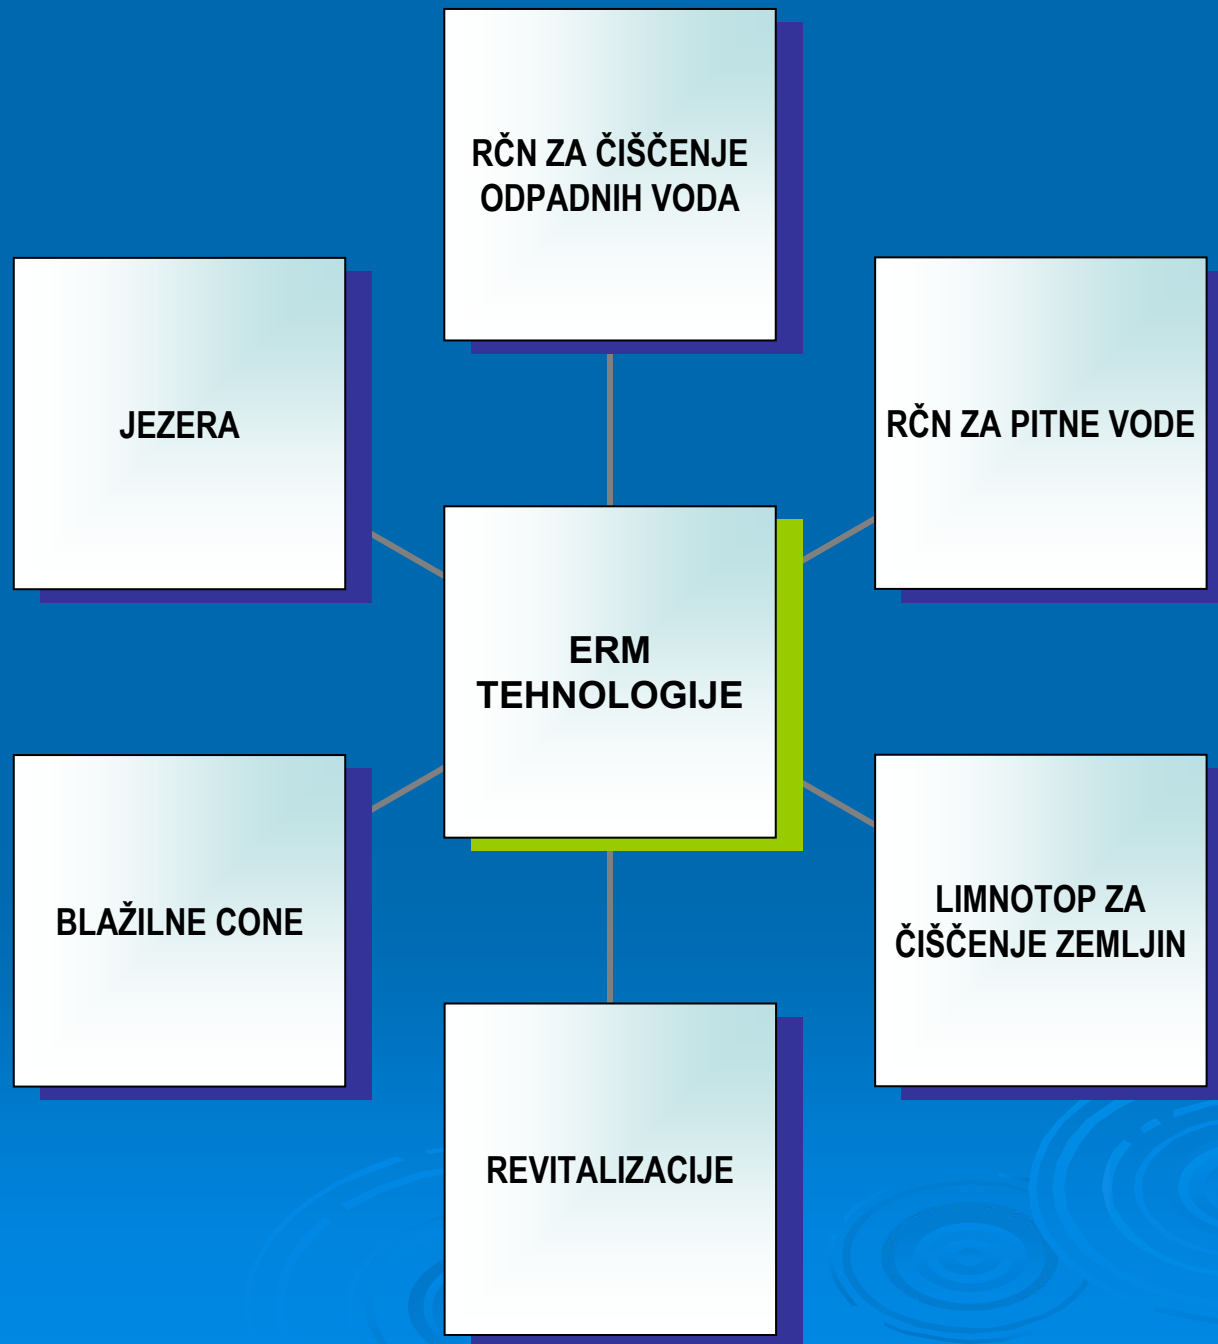 RČN ZA ČIŠČENJE
ODPADNIH VODA
JEZERA
RČN ZA PITNE VODE
ERM
TEHNOLOGIJE
BLAŽILNE CONE
LIMNOTOP ZA
ČIŠČENJE ZEMLJIN
REVITALIZACIJE